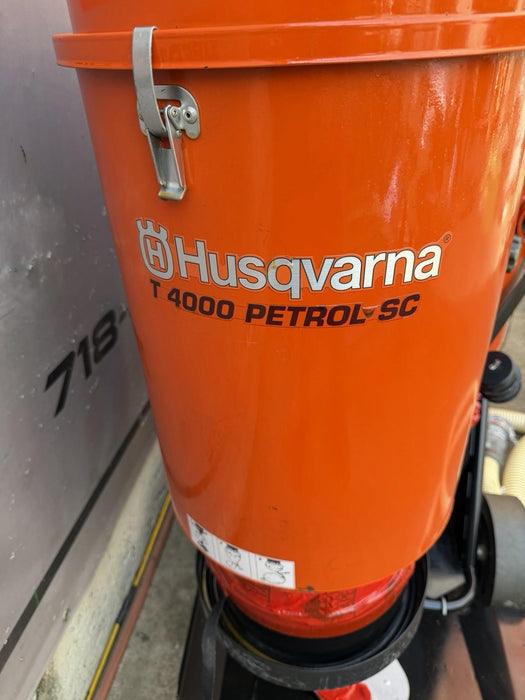 Husqvarna®
T 4000 PETROL SC
718-